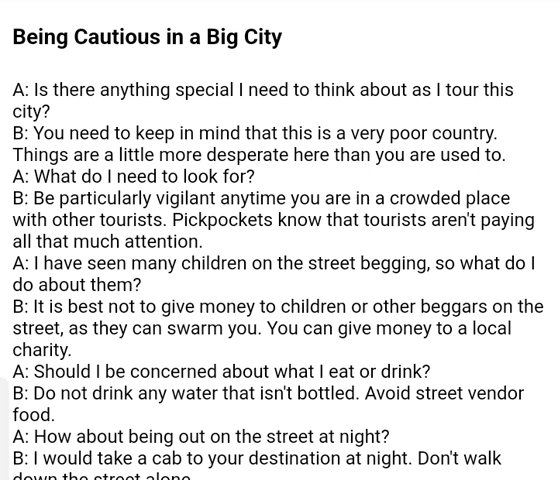 Being Cautious in a Big City
A: Is there anything special I need to think about as I tour this
city?
B: You need to keep in mind that this is a very poor country.
Things are a little more desperate here than you are used to.
A: What do I need to look for?
B: Be particularly vigilant anytime you are in a crowded place
with other tourists. Pickpockets know that tourists aren't paying
all that much attention.
A: I have seen many children on the street begging, so what do I
do about them?
B: It is best not to give money to children or other beggars on the
street, as they can swarm you. You can give money to a local
charity.
A: Should I be concerned about what I eat or drink?
B: Do not drink any water that isn't bottled. Avoid street vendor
food.
A: How about being out on the street at night?
B: I would take a cab to your destination at night. Don't walk
down the street alone.